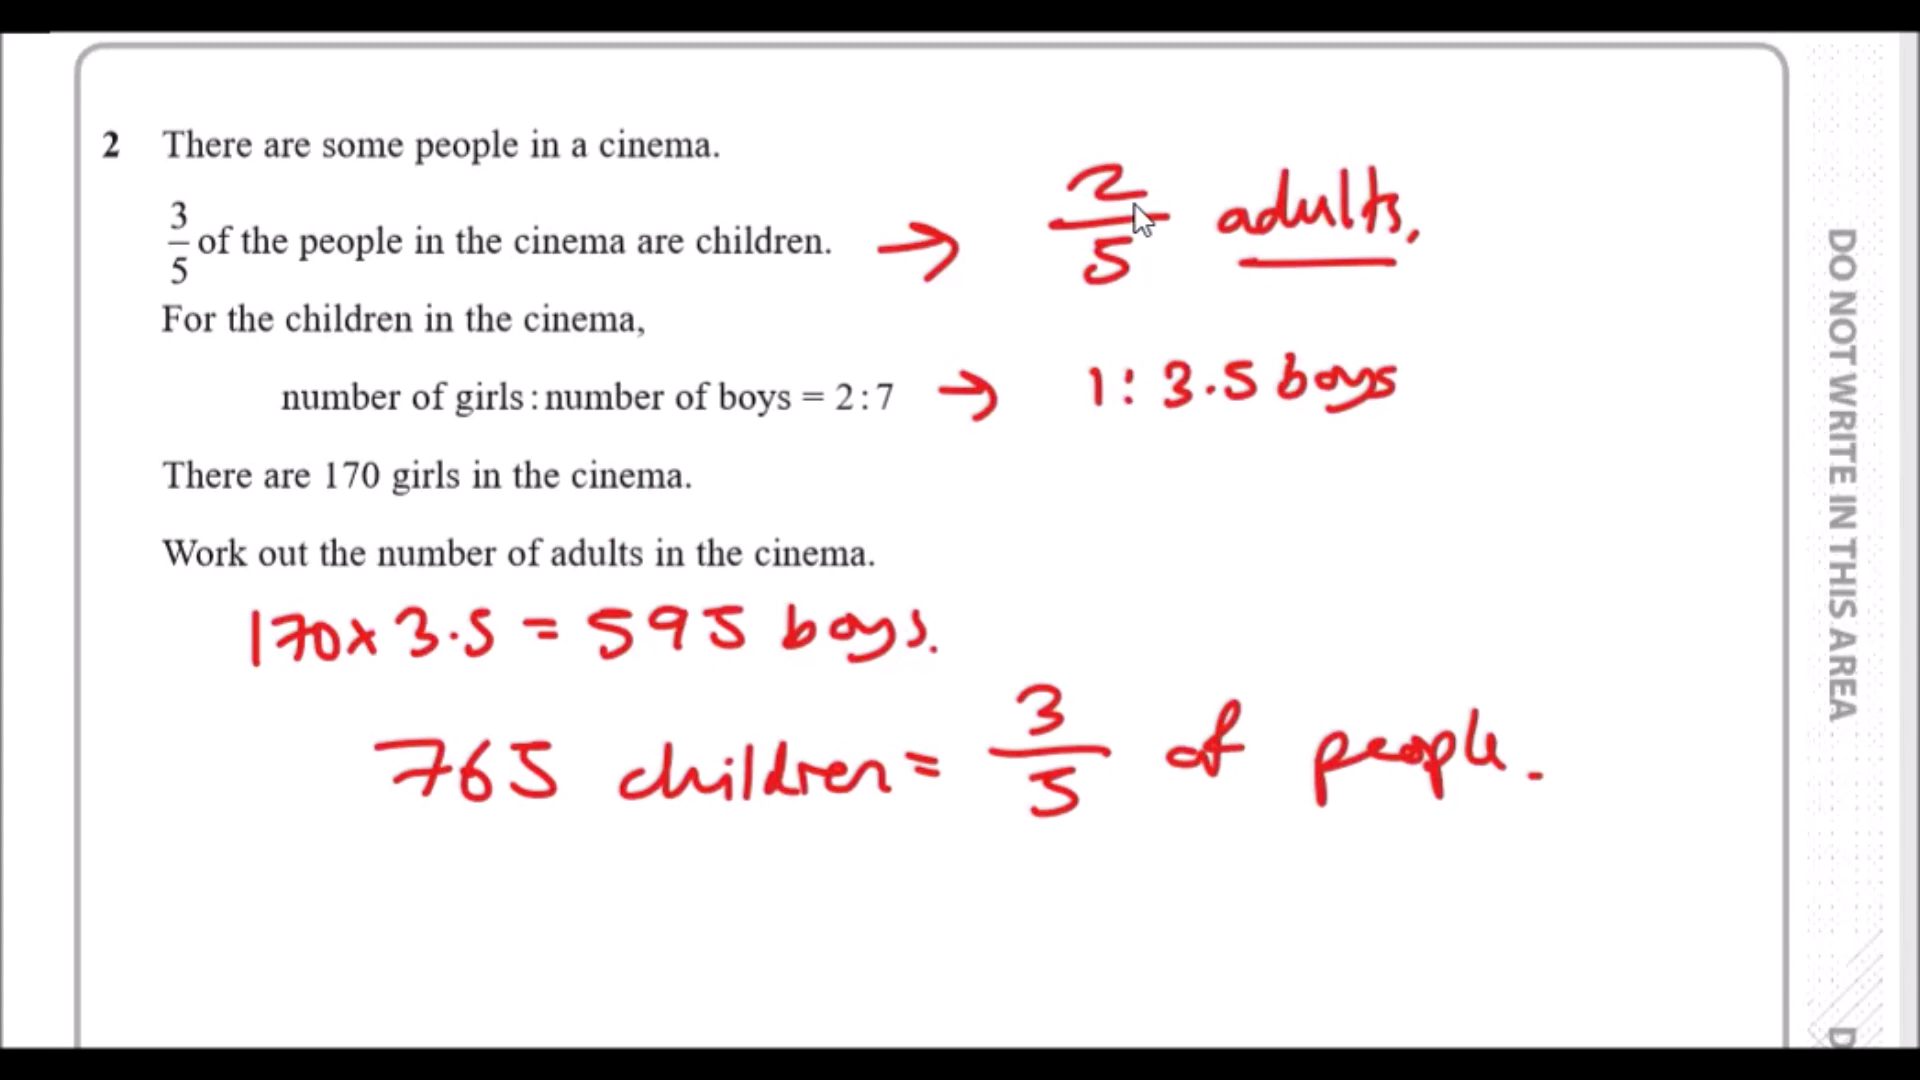 2 There are some people in a cinema.
3/5 of the people in the cinema are children. → 2/5 adults.
For the children in the cinema,
number of girls : number of boys = 2 : 7 → 1 : 3.5 boys
There are 170 girls in the cinema.
Work out the number of adults in the cinema.
170 x 3.5 = 595 boys.
765 children = 3/5 of people.
DO NOT WRITE IN THIS AREA
D